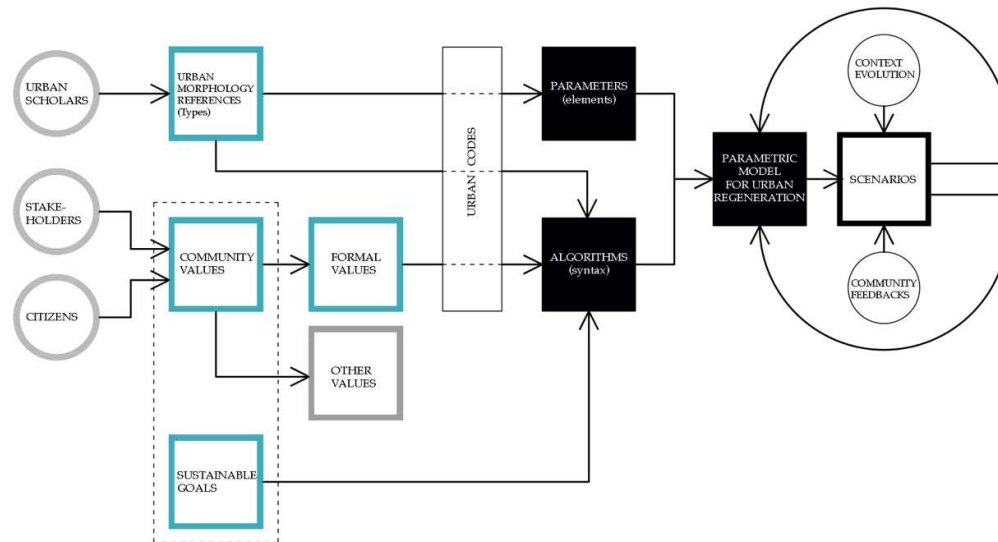 URBAN
SCHOLARS
URBAN
MORPHOLOGY
REFERENCES
(Types)
PARAMETERS
(elements)
CONTEXT
EVOLUTION
URBAN CODES
PARAMETRIC
MODEL
FOR URBAN
REGENERATION
SCENARIOS
STAKE-
HOLDERS
COMMUNITY
VALUES
FORMAL
VALUES
ALGORITHMS
(syntax)
COMMUNITY
FEEDBACKS
CITIZENS
OTHER
VALUES
SUSTAINABLE
GOALS